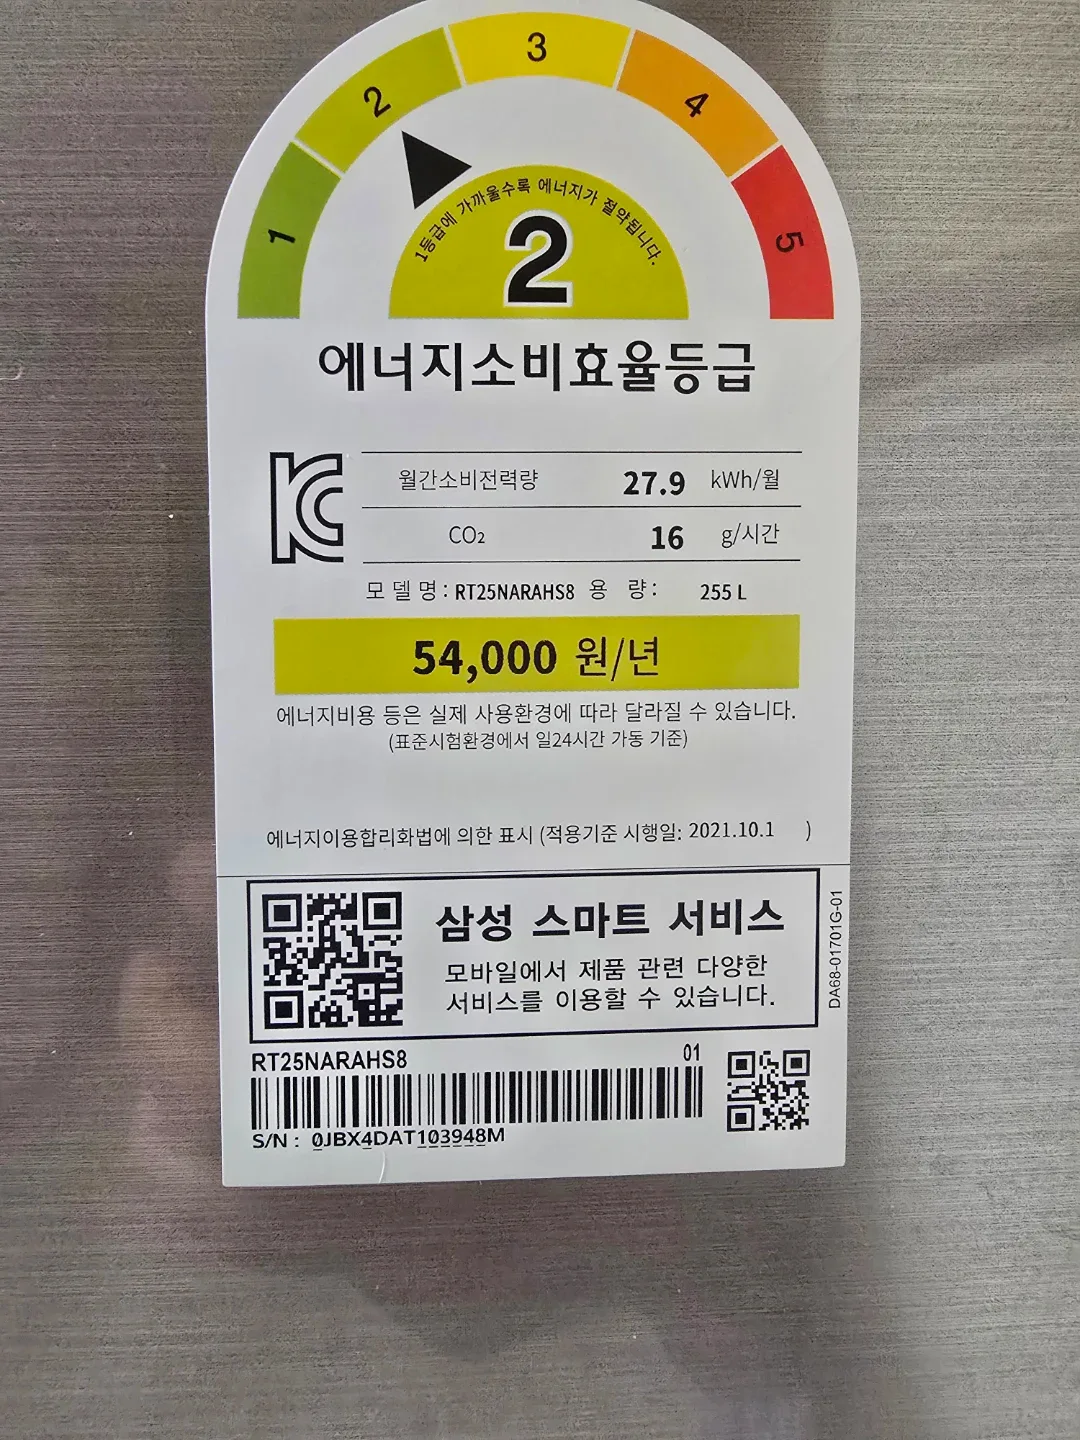 1 2 3 4 5
1등급에 가까울수록 에너지가 절약됩니다.
2
에너지소비효율등급
월간소비전력량 27.9 kWh/월
CO₂ 16 g/시간
모 델 명 : RT25NARAHS8 용 량 : 255 L
54,000 원/년
에너지비용 등은 실제 사용환경에 따라 달라질 수 있습니다.
(표준시험환경에서 일24시간 가동 기준)
에너지이용합리화법에 의한 표시 (적용기준 시행일: 2021.10.1 )
삼성 스마트 서비스
모바일에서 제품 관련 다양한
서비스를 이용할 수 있습니다.
DA68-01701G-01
RT25NARAHS8 01
S/N : 0JBX4DAT103948M